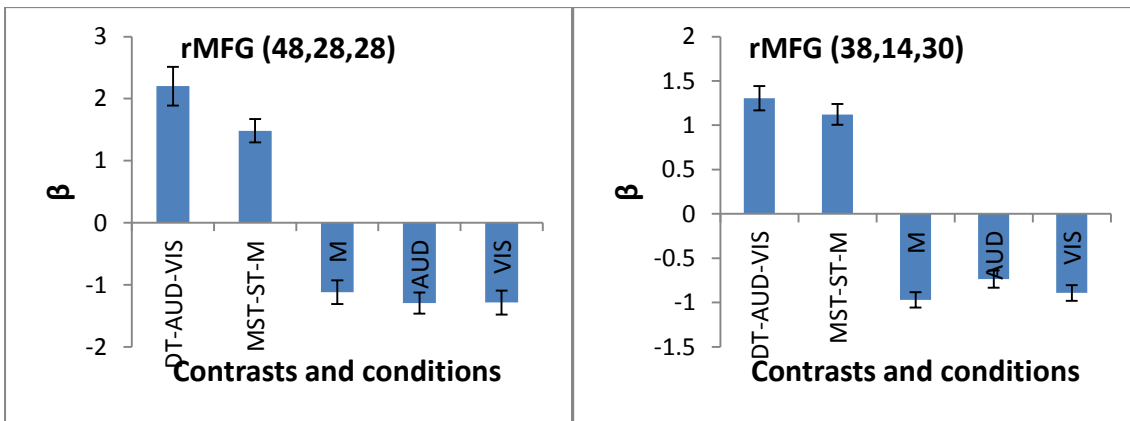 rMFG (48,28,28)
3
2
1
0
-1
-2
β
DT-AUD-VIS
MST-ST-M
M
AUD
VIS
Contrasts and conditions
rMFG (38,14,30)
2
1.5
1
0.5
0
-0.5
-1
-1.5
β
DT-AUD-VIS
MST-ST-M
M
AUD
VIS
Contrasts and conditions